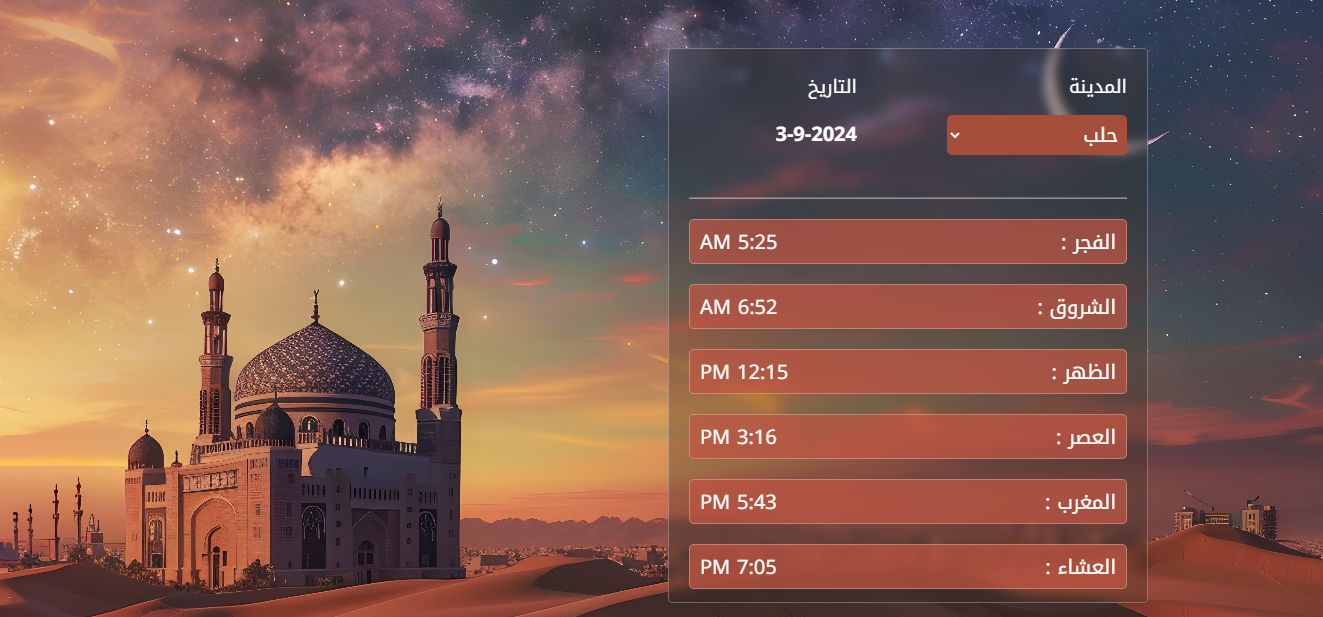 المدينة
التاريخ
حلب
3-9-2024
الفجر : 5:25 AM
الشروق : 6:52 AM
الظهر : 12:15 PM
العصر : 3:16 PM
المغرب : 5:43 PM
العشاء : 7:05 PM